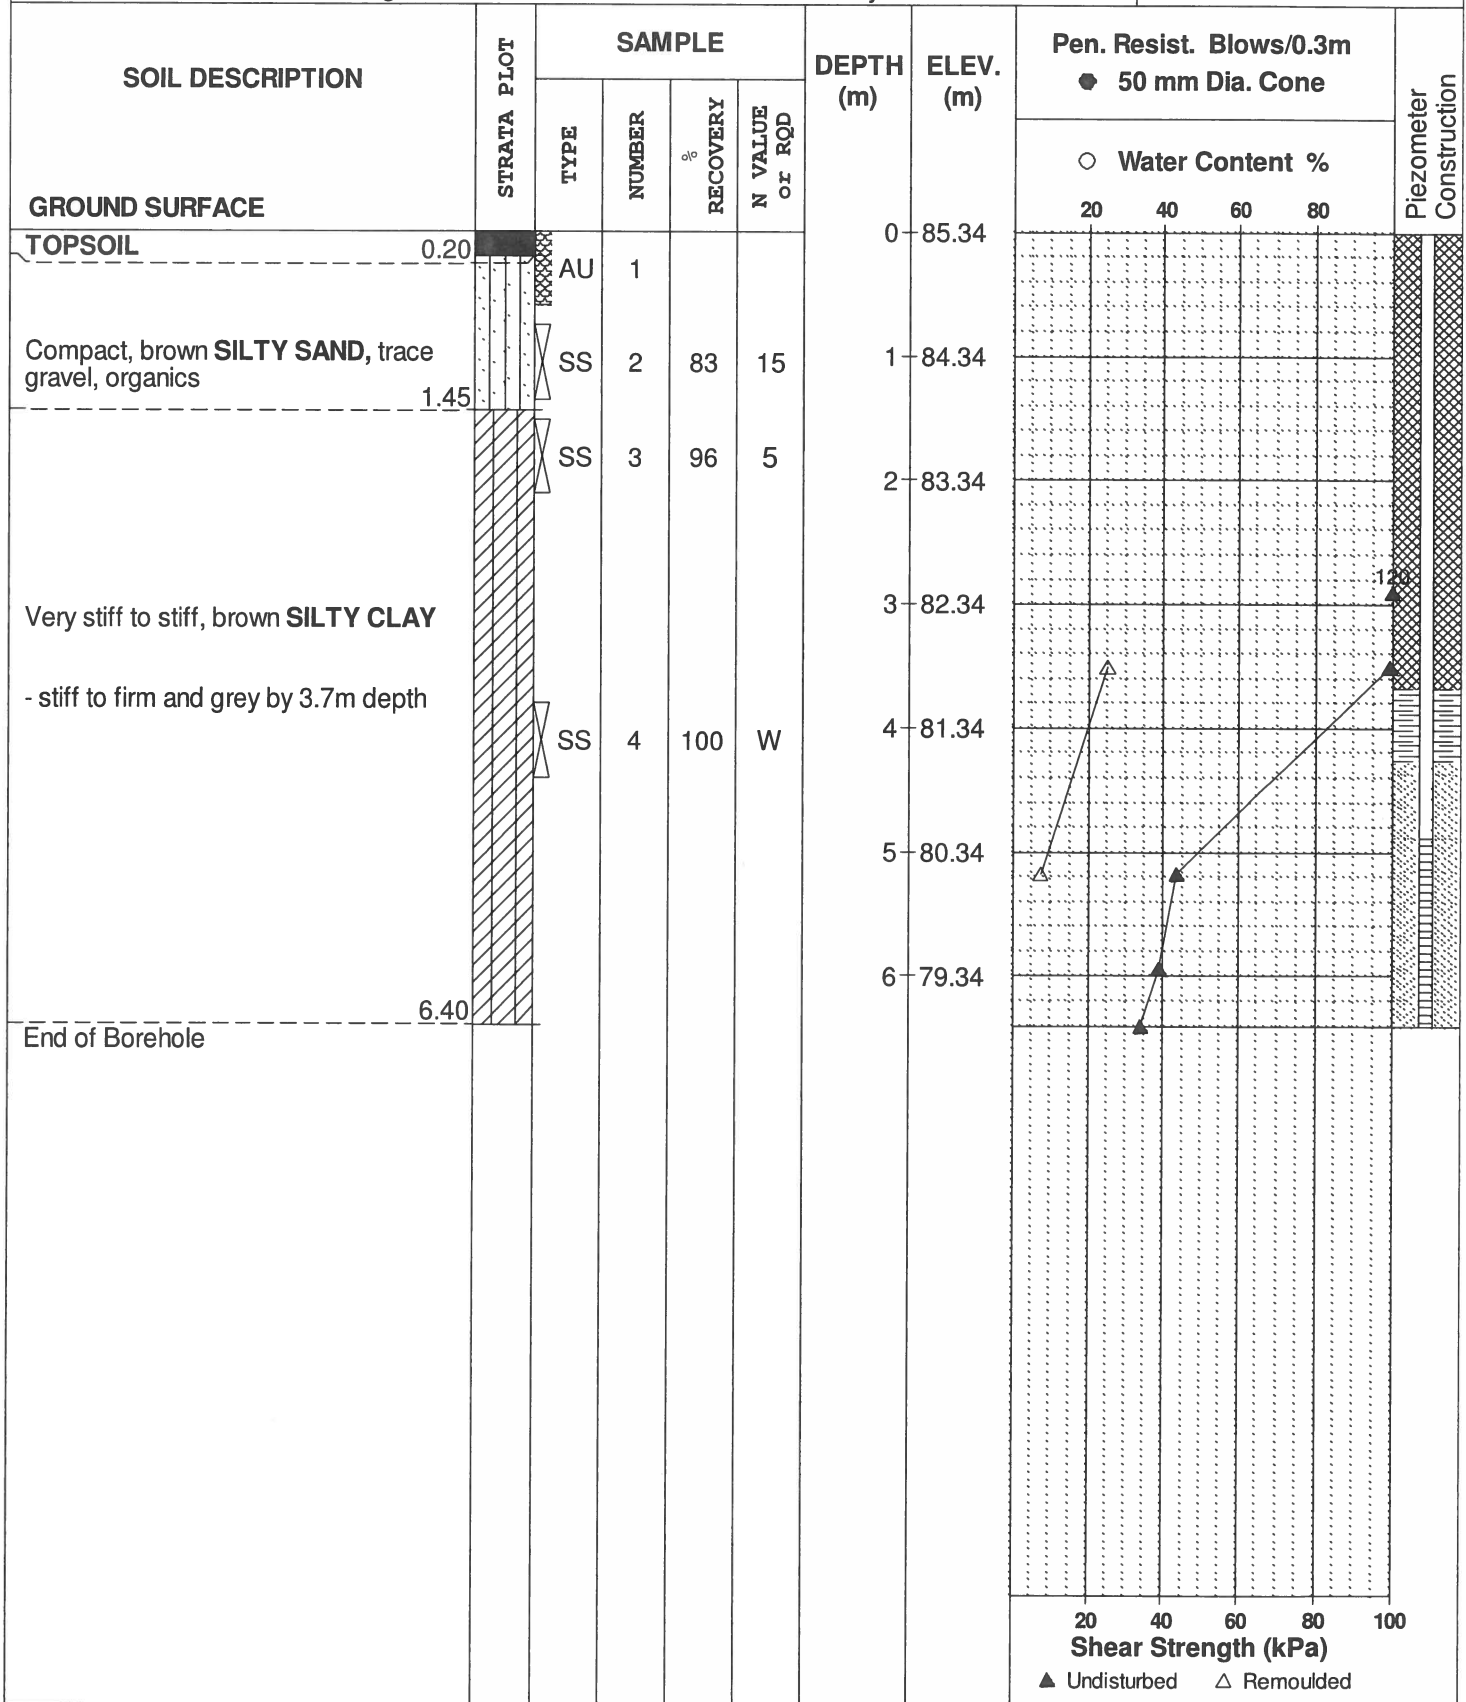 SOIL DESCRIPTION
GROUND SURFACE
STRATA PLOT
SAMPLE
TYPE
NUMBER
% RECOVERY
N VALUE or RQD
DEPTH (m)
ELEV. (m)
Pen. Resist. Blows/0.3m
● 50 mm Dia. Cone
○ Water Content %
20 40 60 80
Piezometer Construction
TOPSOIL 0.20
AU 1
Compact, brown SILTY SAND, trace
gravel, organics
1.45
SS 2 83 15
SS 3 96 5
Very stiff to stiff, brown SILTY CLAY
- stiff to firm and grey by 3.7m depth
SS 4 100 W
6.40
End of Borehole
0 85.34
1 84.34
2 83.34
3 82.34
4 81.34
5 80.34
6 79.34
120
20 40 60 80 100
Shear Strength (kPa)
▲ Undisturbed △ Remoulded